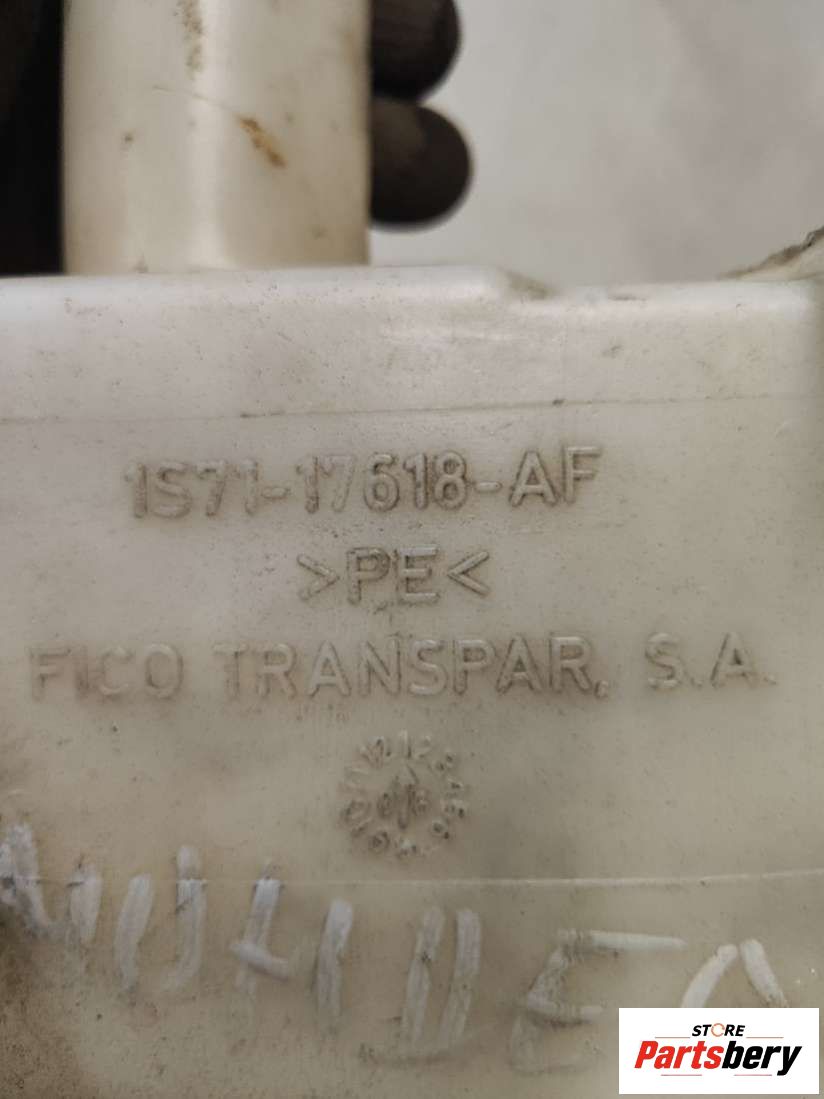 1S71-17618-AF
>PE<
FICO TRANSPAR, S.A.
STORE
Partsbery